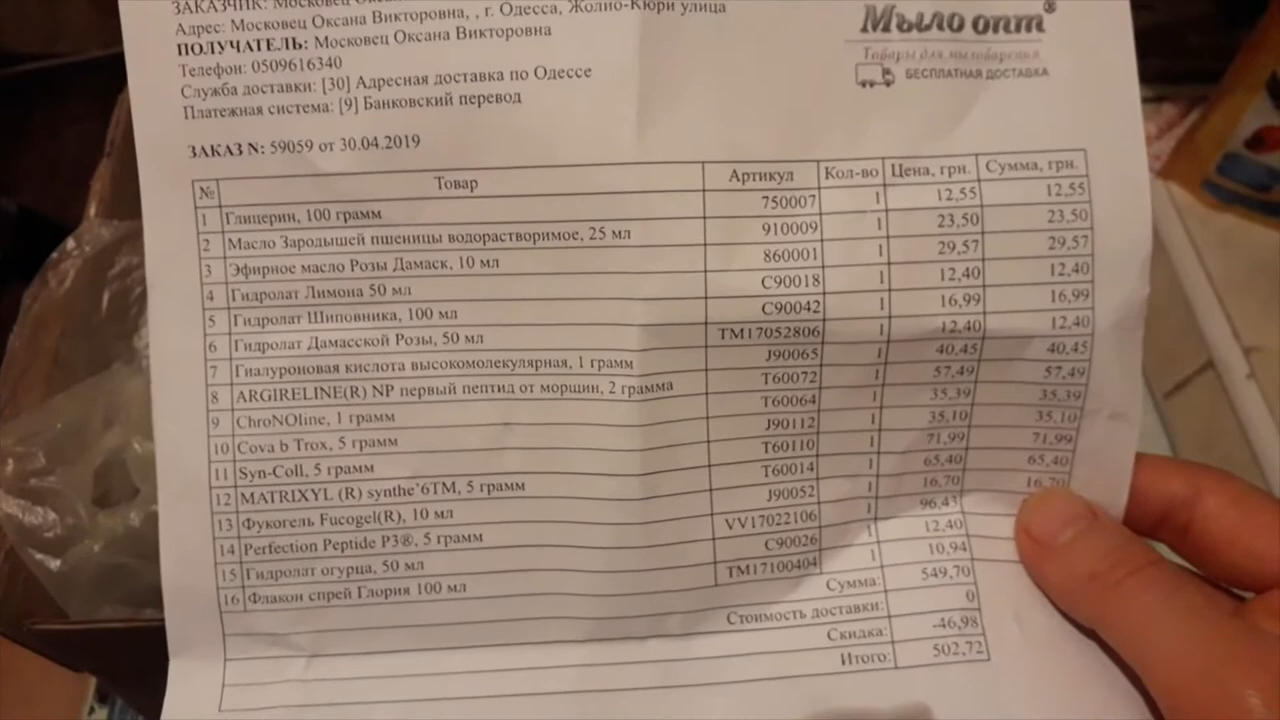 ЗАКАЗЧИК: Московец
Адрес: Московец Оксана Викторовна, , г. Одесса, Жолио-Кюри улица
ПОЛУЧАТЕЛЬ: Московец Оксана Викторовна
Телефон: 0509616340
Служба доставки: [30] Адресная доставка по Одессе
Платежная система: [9] Банковский перевод
Мыло опт®
Товары для мыловарения
БЕСПЛАТНАЯ ДОСТАВКА
ЗАКАЗ N: 59059 от 30.04.2019
№ Товар Артикул Кол-во Цена, грн. Сумма, грн.
1 Глицерин, 100 грамм 750007 1 12,55 12,55
2 Масло Зародышей пшеницы водорастворимое, 25 мл 910009 1 23,50 23,50
3 Эфирное масло Розы Дамаск, 10 мл 860001 1 29,57 29,57
4 Гидролат Лимона 50 мл C90018 1 12,40 12,40
5 Гидролат Шиповника, 100 мл C90042 1 16,99 16,99
6 Гидролат Дамасской Розы, 50 мл TM17052806 1 12,40 12,40
7 Гиалуроновая кислота высокомолекулярная, 1 грамм J90065 1 40,45 40,45
8 ARGIRELINE(R) NP первый пептид от морщин, 2 грамма T60072 1 57,49 57,49
9 ChroNOline, 1 грамм T60064 1 35,39 35,39
10 Cova b Trox, 5 грамм J90112 1 35,10 35,10
11 Syn-Coll, 5 грамм T60110 1 71,99 71,99
12 MATRIXYL (R) synthe'6TM, 5 грамм T60014 1 65,40 65,40
13 Фукогель Fucogel(R), 10 мл J90052 1 16,70 16,70
14 Perfection Peptide P3®, 5 грамм VV17022106 1 96,43
15 Гидролат огурца, 50 мл C90026 1 12,40
16 Флакон спрей Глория 100 мл TM17100404 1 10,94
Сумма: 549,70
Стоимость доставки: 0
Скидка: -46,98
Итого: 502,72